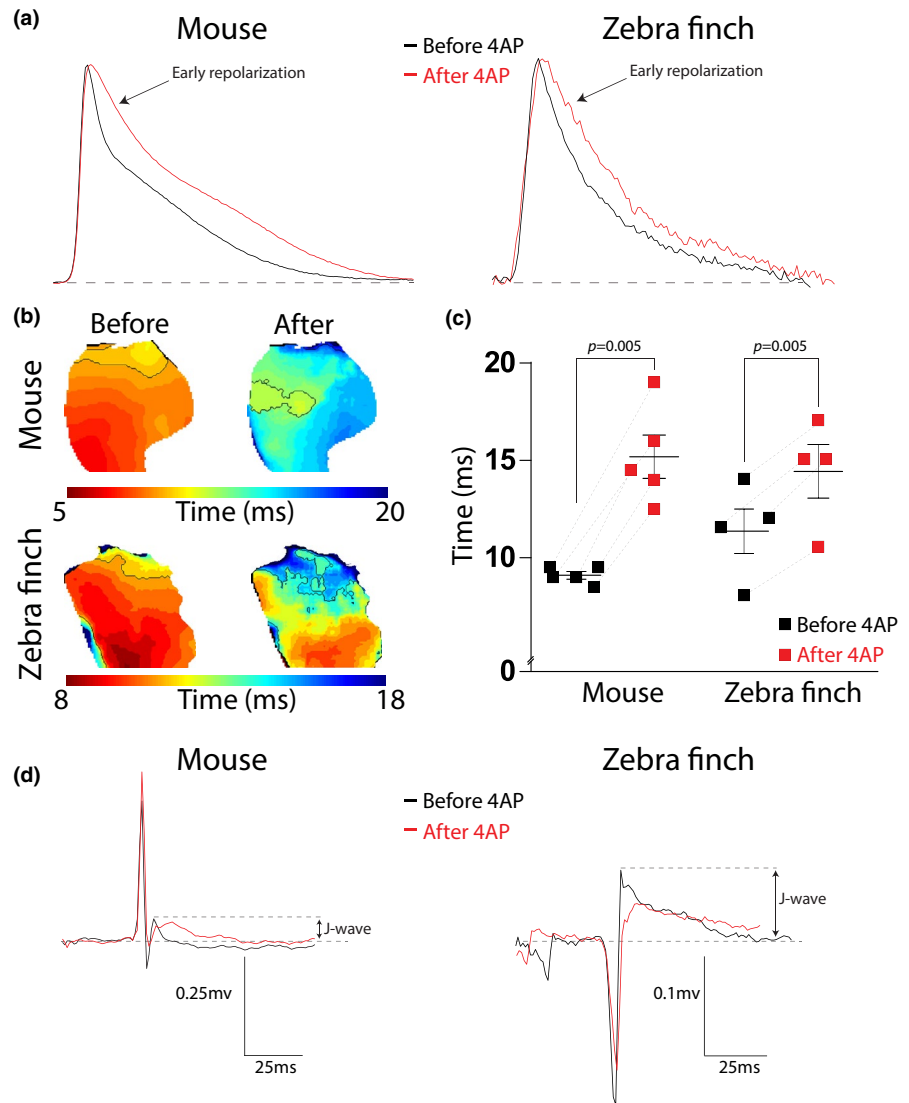 (a)
Mouse
Before 4AP
After 4AP
Zebra finch
Early repolarization
Early repolarization
(b)
Before
After
Mouse
5
Time (ms)
20
Zebra finch
8
Time (ms)
18
(c)
p=0.005
p=0.005
20
15
10
0
Time (ms)
Before 4AP
After 4AP
Mouse
Zebra finch
(d)
Mouse
Before 4AP
After 4AP
Zebra finch
J-wave
0.25mv
25ms
J-wave
0.1mv
25ms